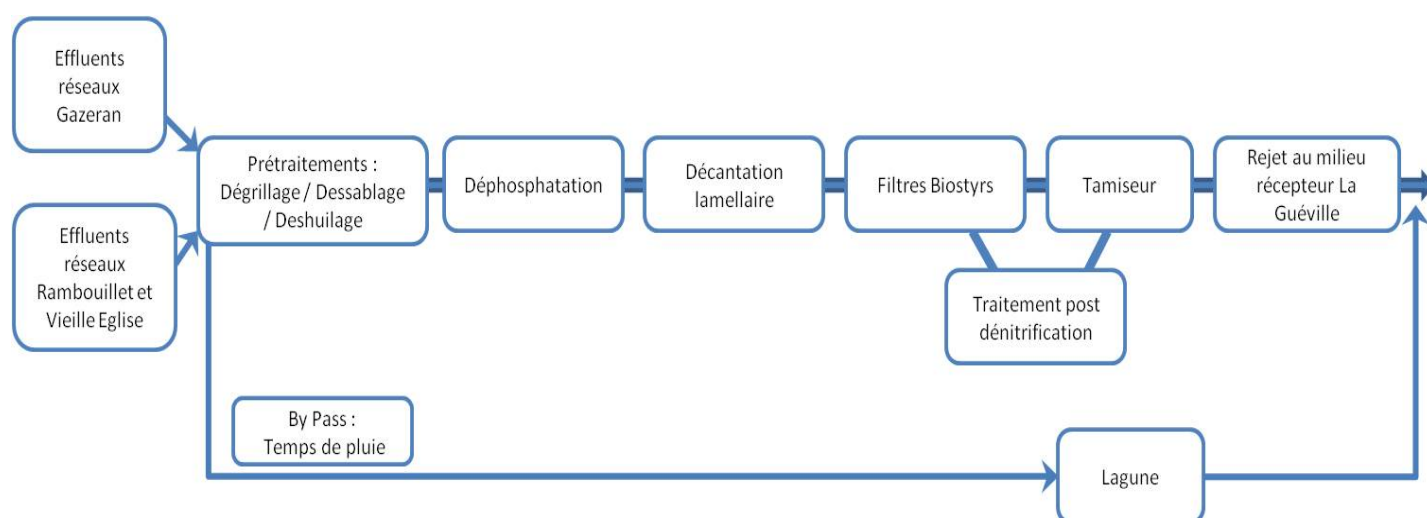 Effluents
réseaux
Gazeran
Effluents
réseaux
Rambouillet et
Vieille Eglise
Prétraitements :
Dégrillage / Dessablage
/ Deshuilage
Déphosphatation
Décantation
lamellaire
Filtres Biostyrs
Tamiseur
Rejet au milieu
récepteur La
Guéville
Traitement post
dénitrification
By Pass :
Temps de pluie
Lagune